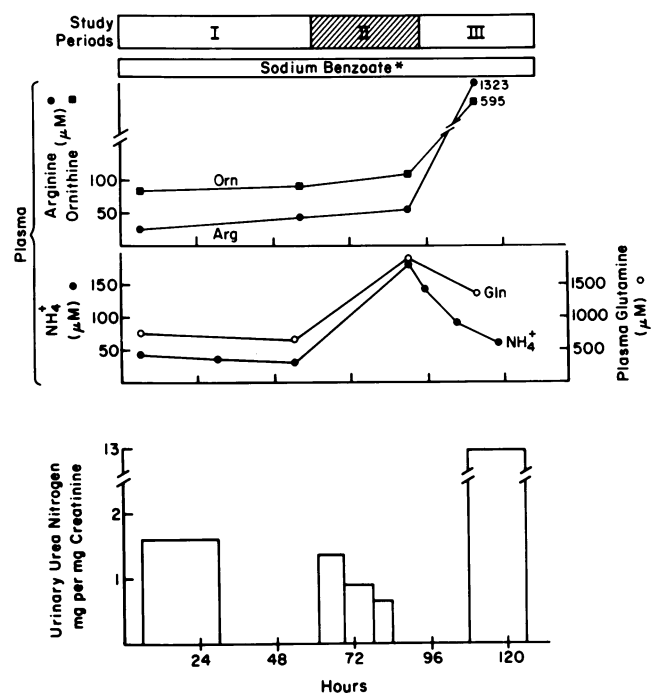 Study Periods
I
II
III
Sodium Benzoate*
Plasma
Arginine ●
Ornithine ■
(μM)
1323
595
100
50
Orn
Arg
NH4+ ●
(μM)
150
100
50
Gln
NH4+
1500
1000
500
Plasma Glutamine ○
(μM)
Urinary Urea Nitrogen
mg per mg Creatinine
13
2
1
24
48
72
96
120
Hours